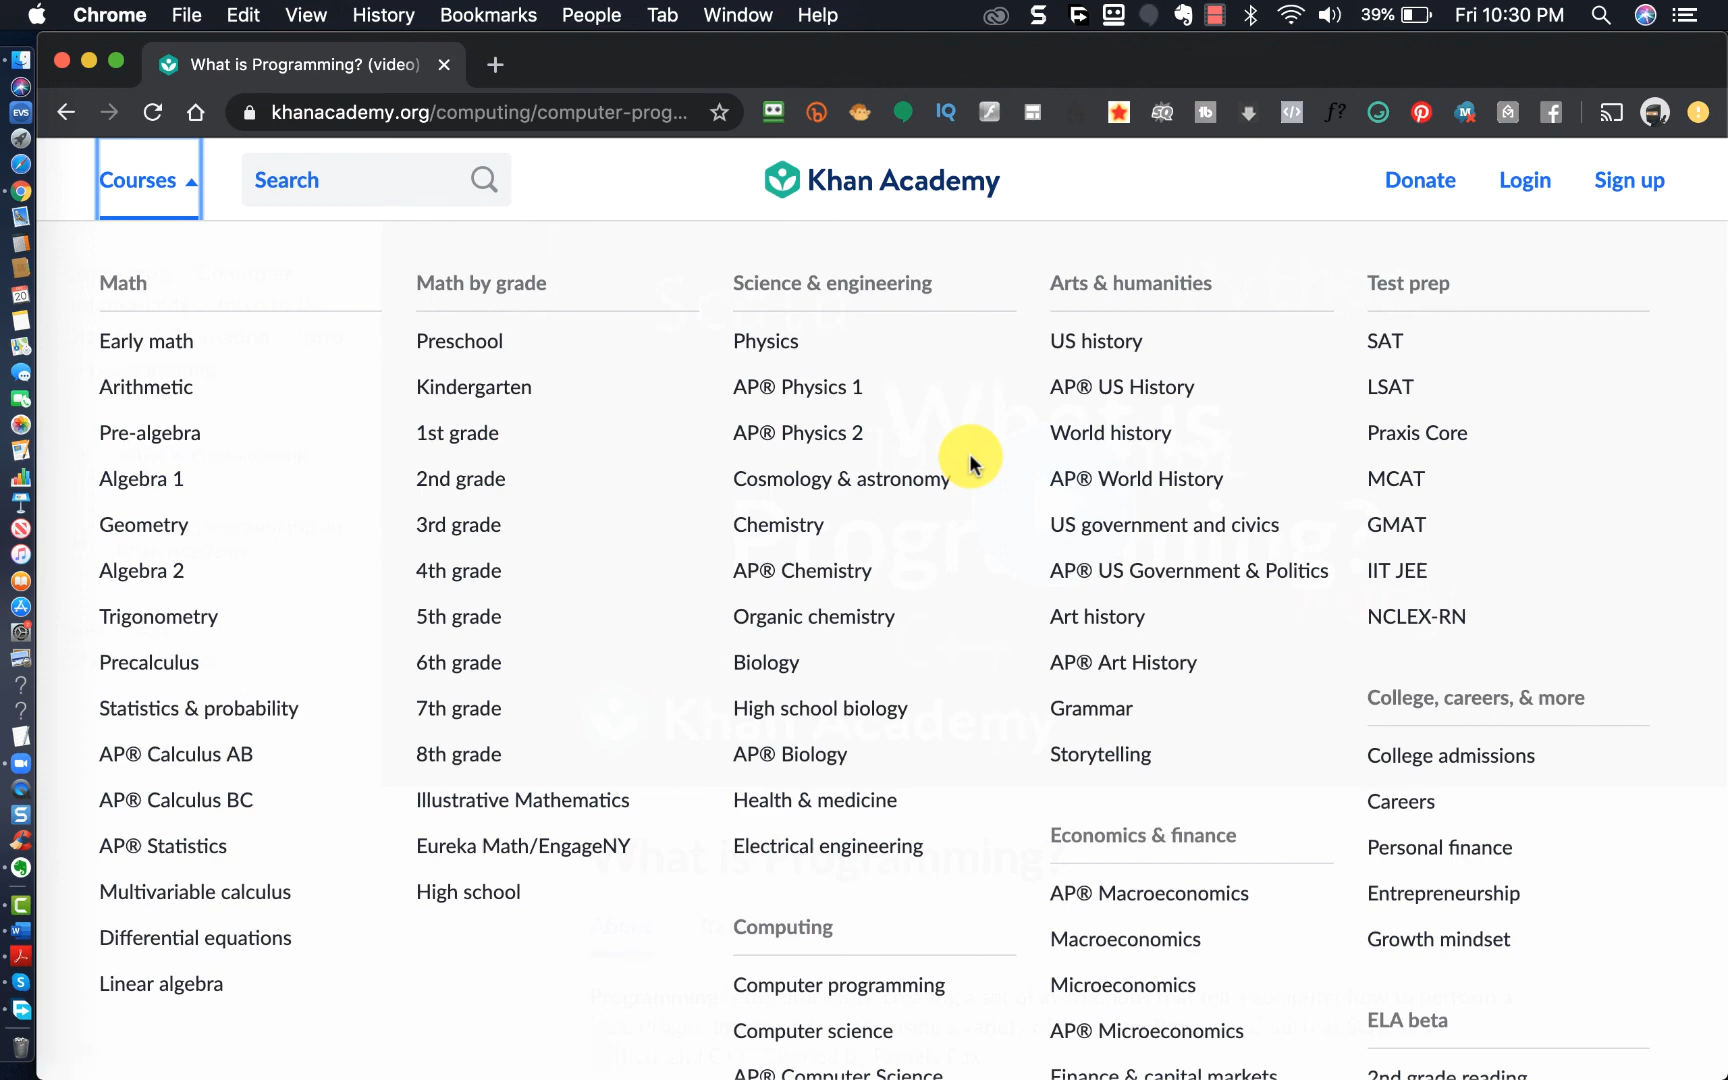 Chrome File Edit View History Bookmarks People Tab Window Help 39% Fri 10:30 PM
What is Programming? (video)
khanacademy.org/computing/computer-prog...
Courses Search Khan Academy Donate Login Sign up
Math
Early math
Arithmetic
Pre-algebra
Algebra 1
Geometry
Algebra 2
Trigonometry
Precalculus
Statistics & probability
AP® Calculus AB
AP® Calculus BC
AP® Statistics
Multivariable calculus
Differential equations
Linear algebra
Math by grade
Preschool
Kindergarten
1st grade
2nd grade
3rd grade
4th grade
5th grade
6th grade
7th grade
8th grade
Illustrative Mathematics
Eureka Math/EngageNY
High school
Science & engineering
Physics
AP® Physics 1
AP® Physics 2
Cosmology & astronomy
Chemistry
AP® Chemistry
Organic chemistry
Biology
High school biology
AP® Biology
Health & medicine
Electrical engineering
Computing
Computer programming
Computer science
AP® Computer Science
Arts & humanities
US history
AP® US History
World history
AP® World History
US government and civics
AP® US Government & Politics
Art history
AP® Art History
Grammar
Storytelling
Economics & finance
AP® Macroeconomics
Macroeconomics
Microeconomics
AP® Microeconomics
Finance & capital markets
Test prep
SAT
LSAT
Praxis Core
MCAT
GMAT
IIT JEE
NCLEX-RN
College, careers, & more
College admissions
Careers
Personal finance
Entrepreneurship
Growth mindset
ELA beta
2nd grade reading
What is
Programming?
Khan Academy
What is Programming?